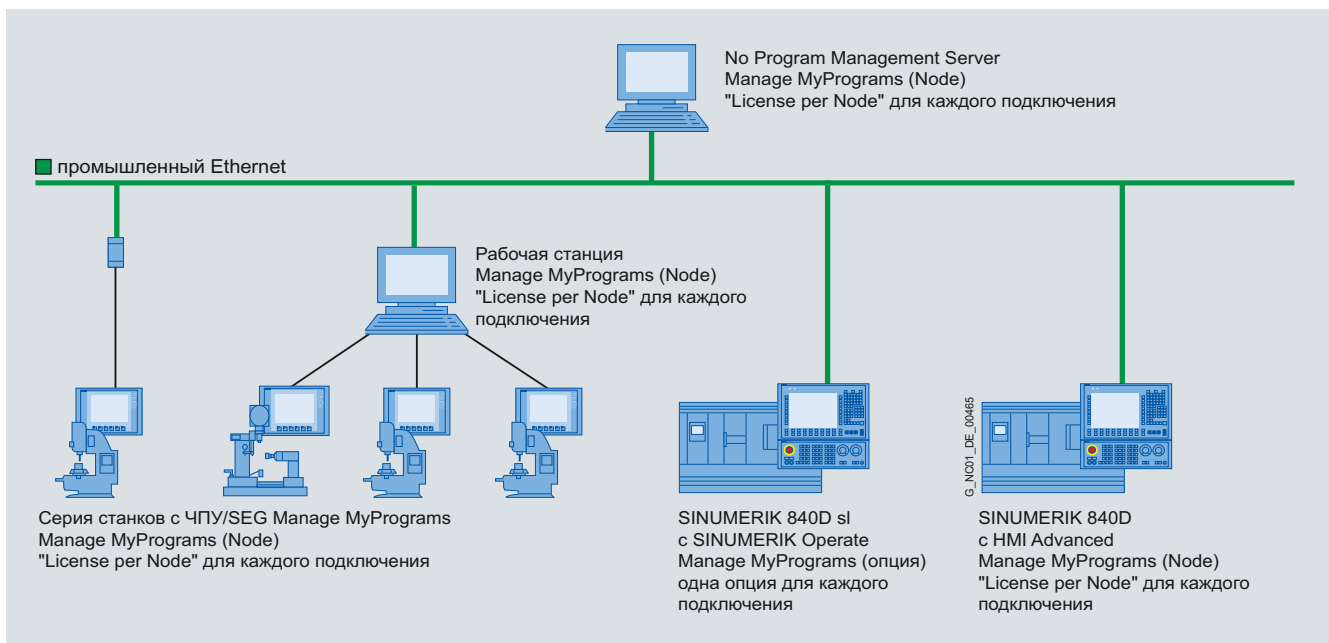 No Program Management Server
Manage MyPrograms (Node)
"License per Node" для каждого подключения
промышленный Ethernet
Рабочая станция
Manage MyPrograms (Node)
"License per Node" для каждого
подключения
Серия станков с ЧПУ/SEG Manage MyPrograms
Manage MyPrograms (Node)
"License per Node" для каждого подключения
SINUMERIK 840D sl
с SINUMERIK Operate
Manage MyPrograms (опция)
одна опция для каждого
подключения
G_NC01_DE_00465
SINUMERIK 840D
с HMI Advanced
Manage MyPrograms (Node)
"License per Node" для каждого
подключения